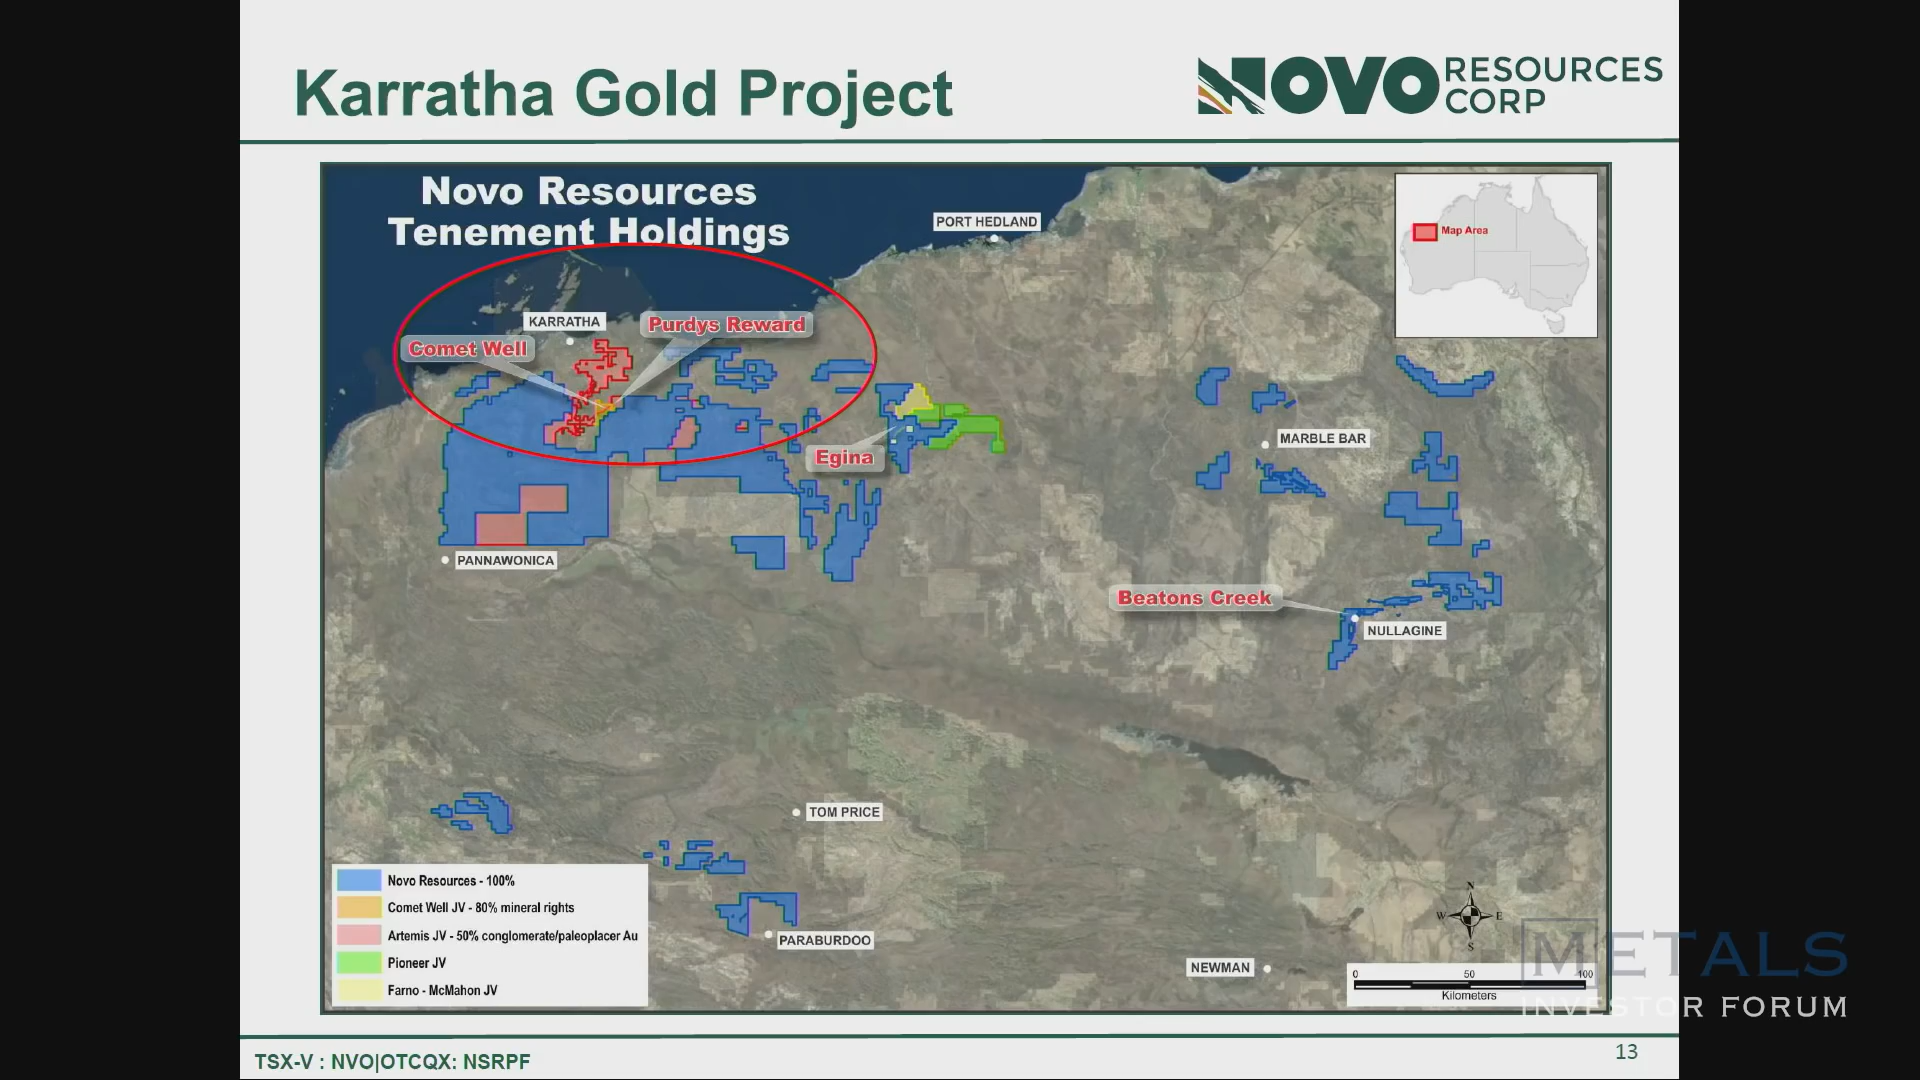 Karratha Gold Project
NOVO RESOURCES
CORP
Novo Resources
Tenement Holdings
PORT HEDLAND
Map Area
KARRATHA
Purdys Reward
Comet Well
MARBLE BAR
Egina
PANNAWONICA
Beatons Creek
NULLAGINE
TOM PRICE
Novo Resources - 100%
Comet Well JV - 80% mineral rights
Artemis JV - 50% conglomerate/paleoplacer Au
Pioneer JV
Farno - McMahon JV
PARABURDOO
NEWMAN
N
W E
S
0 50 100
Kilometers
METALS
INVESTOR FORUM
TSX-V : NVO|OTCQX: NSRPF
13